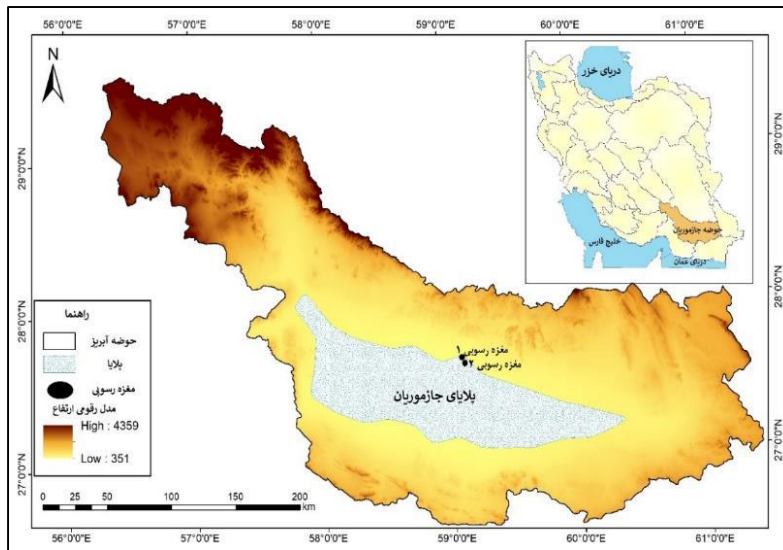 56°0'0"E 57°0'0"E 58°0'0"E 59°0'0"E 60°0'0"E 61°0'0"E
N
دریای خزر
حوضه جازموریان
خلیج فارس
دریای عمان
29°0'0"N
29°0'0"N
28°0'0"N
28°0'0"N
27°0'0"N
27°0'0"N
مغزه رسوبی ۱
مغزه رسوبی ۲
پلایای جازموریان
راهنما
حوضه آبریز
پلایا
مغزه رسوبی
مدل رقومی ارتفاع
High : 4359
Low : 351
0 50 100 150 200
km
56°0'0"E 57°0'0"E 58°0'0"E 59°0'0"E 60°0'0"E 61°0'0"E